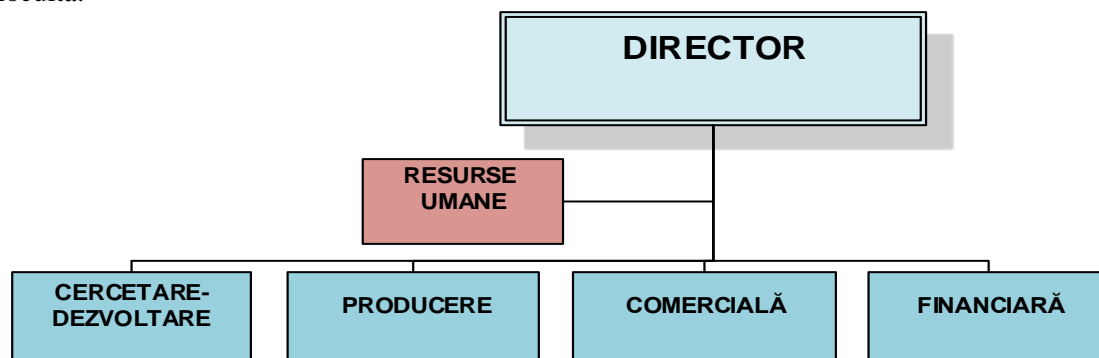 DIRECTOR
RESURSE
UMANE
CERCETARE-
DEZVOLTARE
PRODUCERE
COMERCIALĂ
FINANCIARĂ